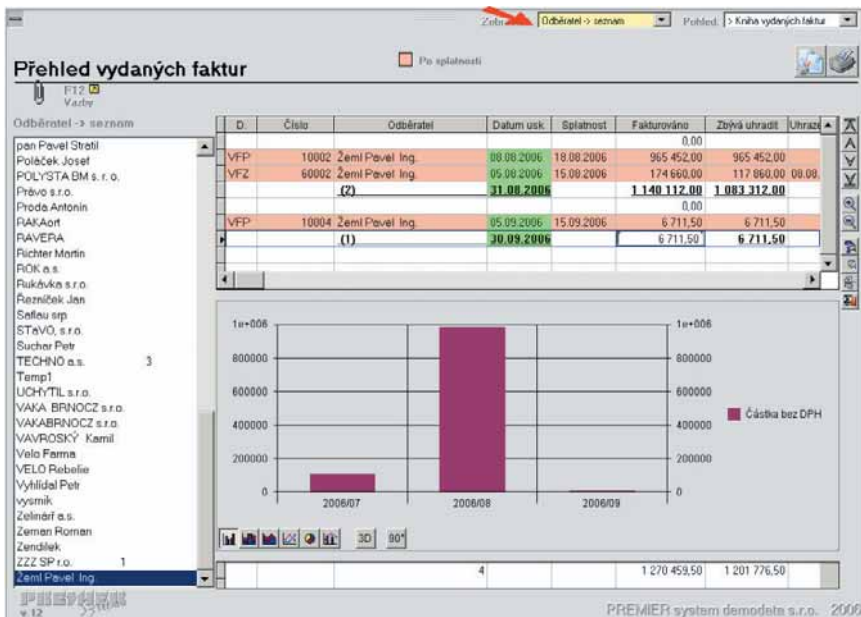 Odběratel -> seznam Pohled: > Kniha vydaných faktur
Přehled vydaných faktur
Po splatnosti
F12
Vazby
Odběratel -> seznam
D. Číslo Odběratel Datum usk. Splatnost Fakturováno Zbývá uhradit
0,00
VFP 10002 Žeml Pavel Ing. 08.08.2006 18.08.2006 965 452,00 965 452,00
VFZ 60002 Žeml Pavel Ing. 05.08.2006 15.08.2006 174 660,00 117 860,00 08.08.
(2) 31.08.2006 1 140 112,00 1 083 312,00
0,00
VFP 10004 Žeml Pavel Ing. 05.09.2006 15.09.2006 6 711,50 6 711,50
(1) 30.09.2006 6 711,50 6 711,50
pan Pavel Stratil
Poláček Josef
POLYSTA BM s. r. o.
Právo s.r.o.
Proda Antonín
RAKAort
RAVERA
Richter Martin
ROK a.s.
Rukávka s.r.o.
Řezníček Jan
Saflau srp
STaVO, s.r.o.
Suchar Petr
TECHNO a.s. 3
Temp1
UCHYTIL s.r.o.
VAKA BRNOCZ s.r.o.
VAKABRNOCZ s.r.o.
VAVROSKÝ Kamil
Velo Farma
VELO Rebelie
Vyhlídal Petr
vysmik
Zelinářf a.s.
Zeman Roman
Zendílek
ZZZ SP r.o. 1
Žeml Pavel Ing.
1e+006 1e+006
800000 800000
600000 600000
400000 400000
200000 200000
0 0
2006/07 2006/08 2006/09
Částka bez DPH
3D 90°
4 1 270 459,50 1 201 776,50
PREMIER system
v.12
PREMIER system demodata s.r.o. 2006